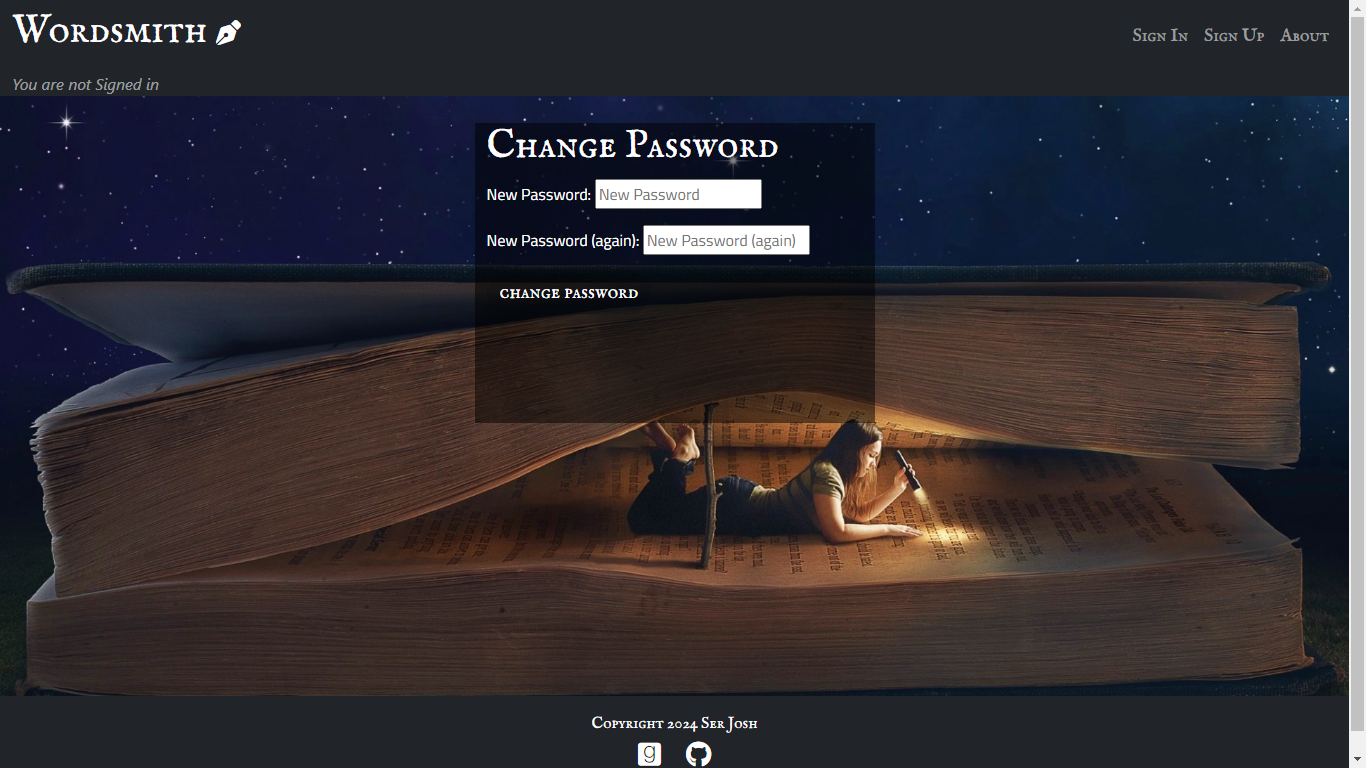 Wordsmith
Sign In Sign Up About
You are not Signed in
Change Password
New Password: New Password
New Password (again): New Password (again)
change password
Copyright 2024 Ser Josh
g